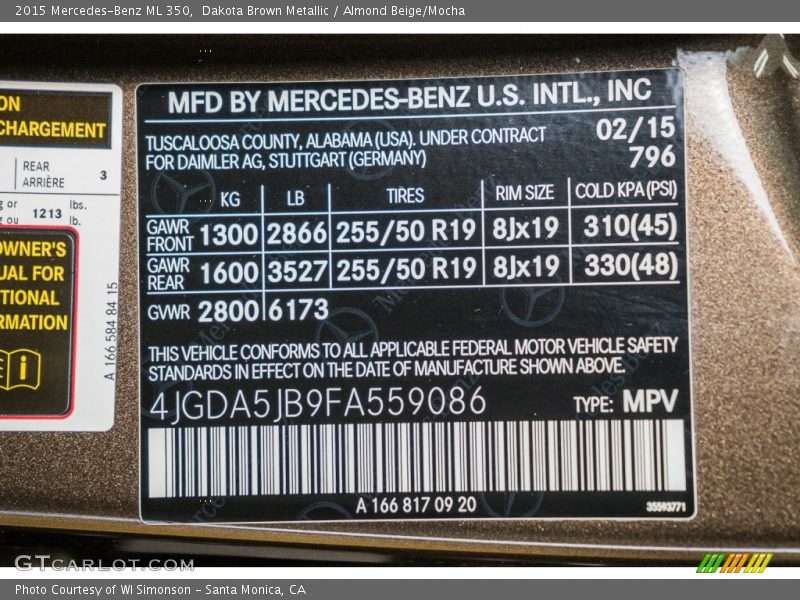 2015 Mercedes-Benz ML 350,  Dakota Brown Metallic / Almond Beige/Mocha
ON
CHARGEMENT
REAR
ARRIÈRE 3
g or
g ou 1213 lbs.
lb.
OWNER'S
UAL FOR
TIONAL
RMATION
A 166 584 84 15
MFD BY MERCEDES-BENZ U.S. INTL., INC
TUSCALOOSA COUNTY, ALABAMA (USA). UNDER CONTRACT 02/15
FOR DAIMLER AG, STUTTGART (GERMANY) 796
KG LB TIRES RIM SIZE COLD KPA (PSI)
GAWR FRONT 1300 2866 255/50 R19 8Jx19 310(45)
GAWR REAR 1600 3527 255/50 R19 8Jx19 330(48)
GVWR 2800 6173
THIS VEHICLE CONFORMS TO ALL APPLICABLE FEDERAL MOTOR VEHICLE SAFETY
STANDARDS IN EFFECT ON THE DATE OF MANUFACTURE SHOWN ABOVE.
4JGDA5JB9FA559086 TYPE: MPV
A 166 817 09 20 35593771
GTCARLOT.COM
Photo Courtesy of WI Simonson - Santa Monica, CA